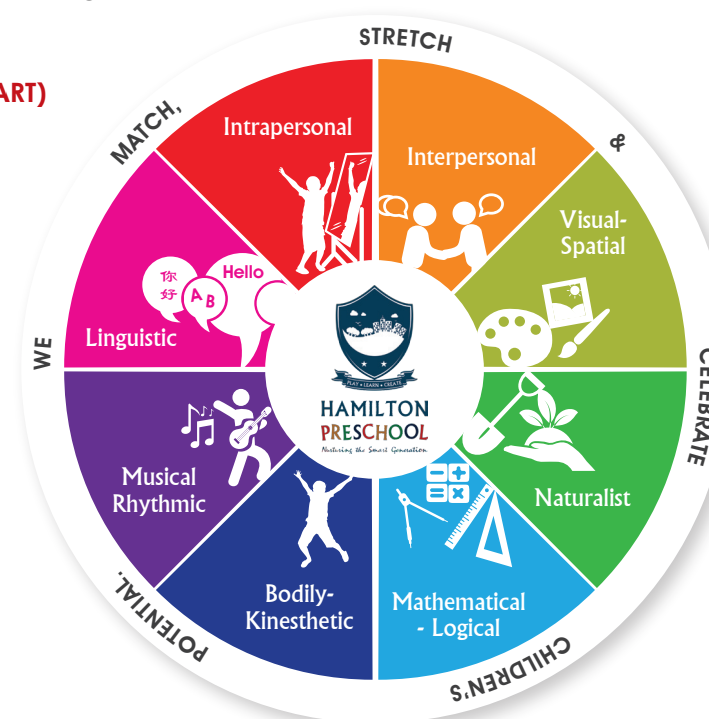 ART)
WE
MATCH,
STRETCH
&
CELEBRATE
CHILDREN'S
POTENTIAL.
Intrapersonal
Interpersonal
Visual-
Spatial
Naturalist
Mathematical
- Logical
Bodily-
Kinesthetic
Musical
Rhythmic
Linguistic
你
好
A B
Hello
PLAY • LEARN • CREATE
HAMILTON
PRESCHOOL
Nurturing the Smart Generation